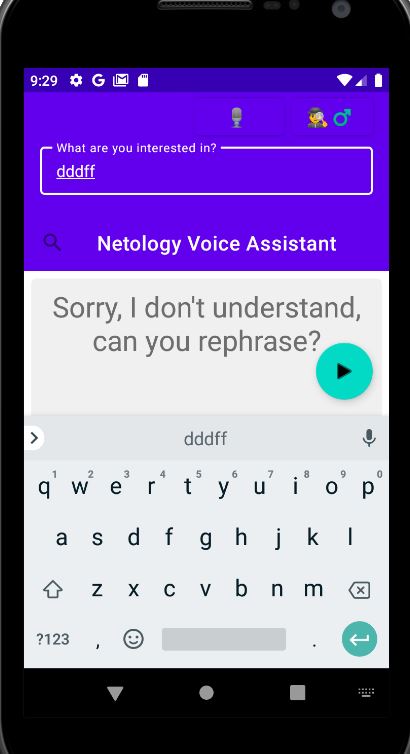 9:29
What are you interested in?
dddff
Netology Voice Assistant
Sorry, I don't understand,
can you rephrase?
dddff
1 2 3 4 5 6 7 8 9 0
q w e r t y u i o p
a s d f g h j k l
z x c v b n m
?123 , .